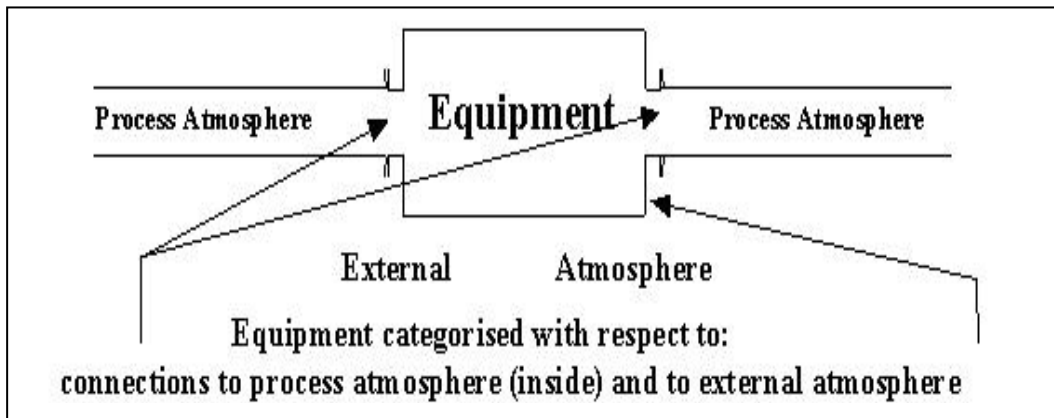 Process Atmosphere Equipment Process Atmosphere
External Atmosphere
Equipment categorised with respect to:
connections to process atmosphere (inside) and to external atmosphere